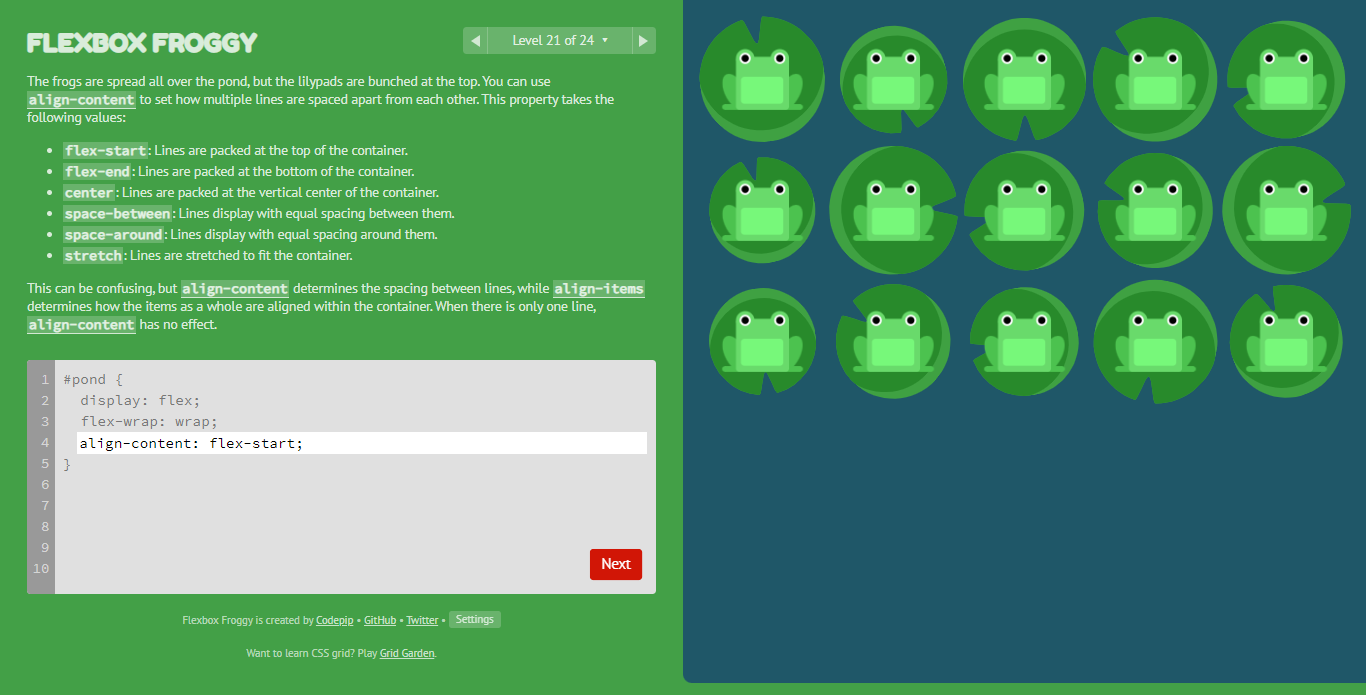 FLEXBOX FROGGY
◀ Level 21 of 24 ▼ ▶
The frogs are spread all over the pond, but the lilypads are bunched at the top. You can use
align-content to set how multiple lines are spaced apart from each other. This property takes the
following values:
• flex-start: Lines are packed at the top of the container.
• flex-end: Lines are packed at the bottom of the container.
• center: Lines are packed at the vertical center of the container.
• space-between: Lines display with equal spacing between them.
• space-around: Lines display with equal spacing around them.
• stretch: Lines are stretched to fit the container.
This can be confusing, but align-content determines the spacing between lines, while align-items
determines how the items as a whole are aligned within the container. When there is only one line,
align-content has no effect.
1 #pond {
2 display: flex;
3 flex-wrap: wrap;
4 align-content: flex-start;
5 }
6
7
8
9
10
Next
Flexbox Froggy is created by Codepip • GitHub • Twitter • Settings
Want to learn CSS grid? Play Grid Garden.